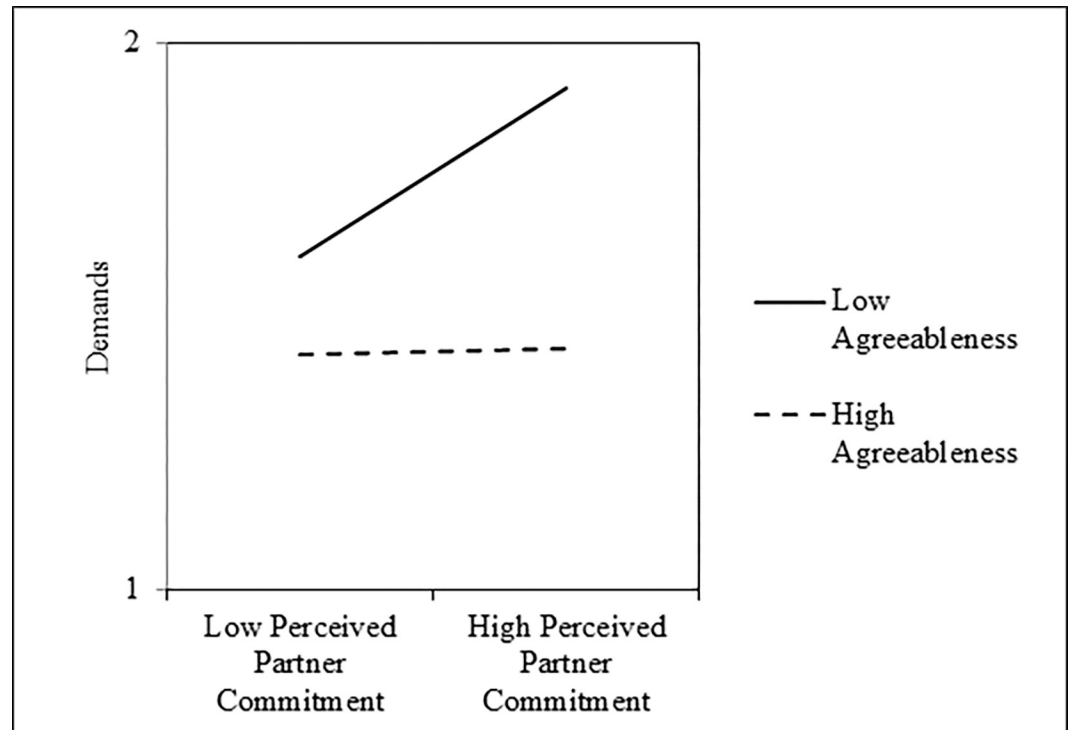 2
Demands
1
Low Perceived
Partner
Commitment
High Perceived
Partner
Commitment
Low
Agreeableness
High
Agreeableness